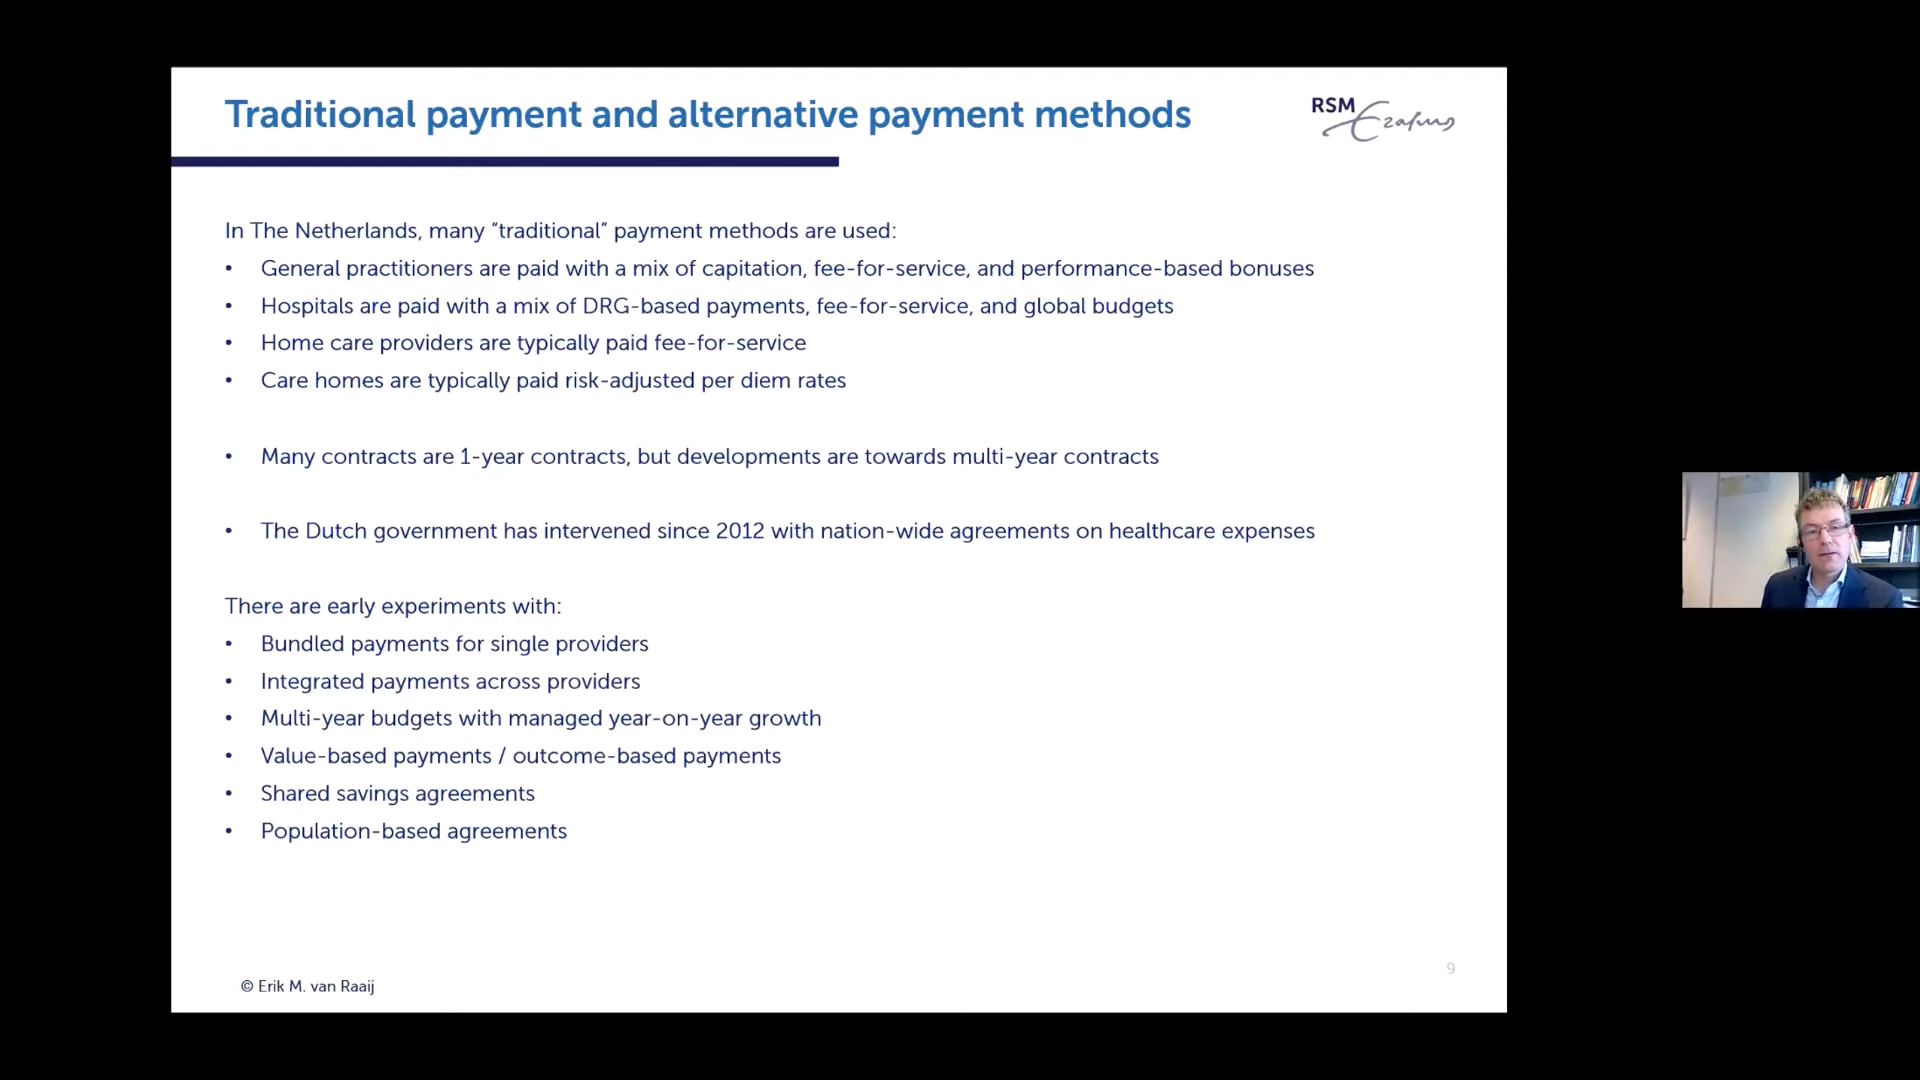 Traditional payment and alternative payment methods
RSM
Erasmus
In The Netherlands, many “traditional” payment methods are used:
• General practitioners are paid with a mix of capitation, fee-for-service, and performance-based bonuses
• Hospitals are paid with a mix of DRG-based payments, fee-for-service, and global budgets
• Home care providers are typically paid fee-for-service
• Care homes are typically paid risk-adjusted per diem rates
• Many contracts are 1-year contracts, but developments are towards multi-year contracts
• The Dutch government has intervened since 2012 with nation-wide agreements on healthcare expenses
There are early experiments with:
• Bundled payments for single providers
• Integrated payments across providers
• Multi-year budgets with managed year-on-year growth
• Value-based payments / outcome-based payments
• Shared savings agreements
• Population-based agreements
9
© Erik M. van Raaij